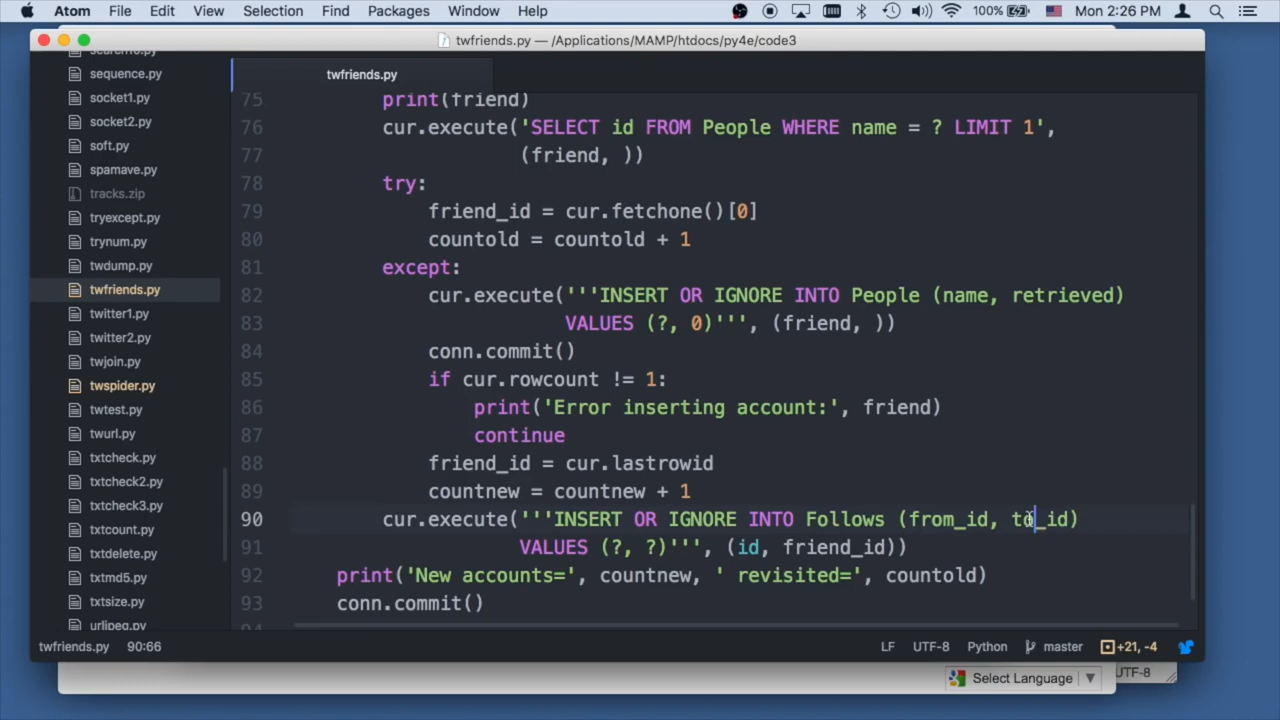 Atom File Edit View Selection Find Packages Window Help 100% Mon 2:26 PM
twfriends.py — /Applications/MAMP/htdocs/py4e/code3
sequence.py
socket1.py
socket2.py
soft.py
spamave.py
tracks.zip
tryexcept.py
trynum.py
twdump.py
twfriends.py
twitter1.py
twitter2.py
twjoin.py
twspider.py
twtest.py
twurl.py
txtcheck.py
txtcheck2.py
txtcheck3.py
txtcount.py
txtdelete.py
txtmd5.py
txtsize.py
urljpeg.py
twfriends.py
75 print(friend)
76 cur.execute('SELECT id FROM People WHERE name = ? LIMIT 1',
77 (friend, ))
78 try:
79 friend_id = cur.fetchone()[0]
80 countold = countold + 1
81 except:
82 cur.execute('''INSERT OR IGNORE INTO People (name, retrieved)
83 VALUES (?, 0)''', (friend, ))
84 conn.commit()
85 if cur.rowcount != 1:
86 print('Error inserting account:', friend)
87 continue
88 friend_id = cur.lastrowid
89 countnew = countnew + 1
90 cur.execute('''INSERT OR IGNORE INTO Follows (from_id, to_id)
91 VALUES (?, ?)''', (id, friend_id))
92 print('New accounts=', countnew, ' revisited=', countold)
93 conn.commit()
twfriends.py 90:66 LF UTF-8 Python master +21, -4
Select Language ▼ UTF-8